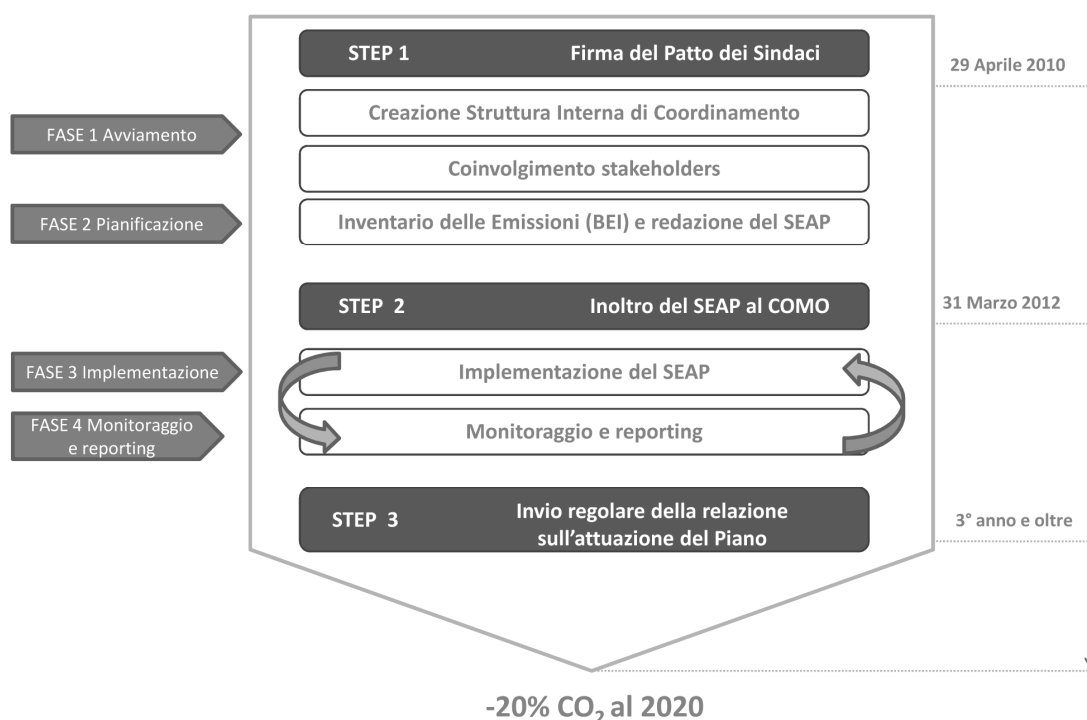 STEP 1 Firma del Patto dei Sindaci
29 Aprile 2010
Creazione Struttura Interna di Coordinamento
FASE 1 Avviamento
Coinvolgimento stakeholders
FASE 2 Pianificazione
Inventario delle Emissioni (BEI) e redazione del SEAP
STEP 2 Inoltro del SEAP al COMO
31 Marzo 2012
FASE 3 Implementazione
Implementazione del SEAP
FASE 4 Monitoraggio
e reporting
Monitoraggio e reporting
STEP 3 Invio regolare della relazione
sull'attuazione del Piano
3° anno e oltre
-20% CO₂ al 2020